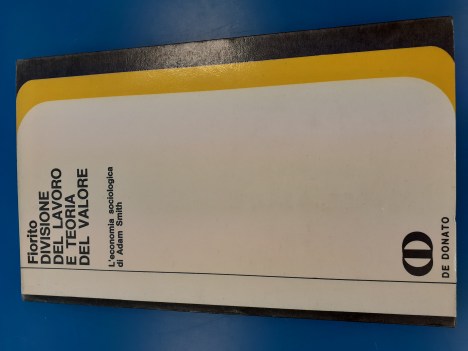 Fiorito
DIVISIONE
DEL LAVORO
E TEORIA
DEL VALORE
L'economia sociologica
di Adam Smith
DE DONATO